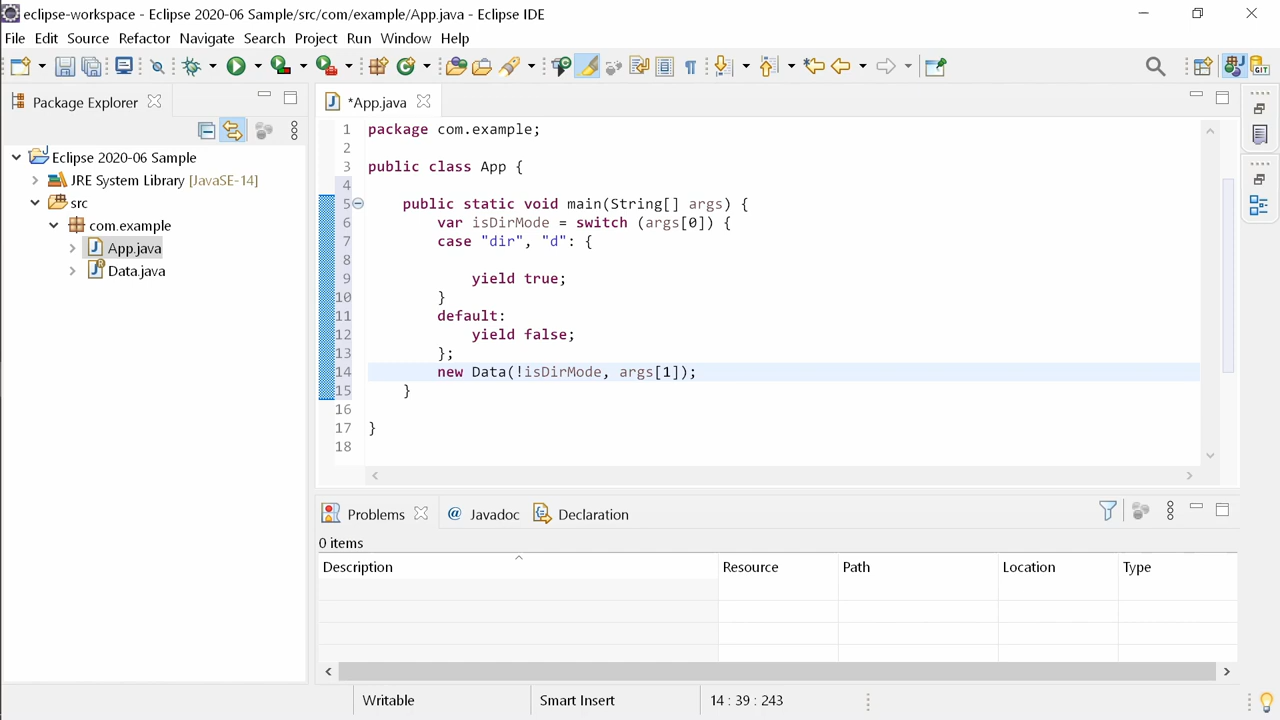 eclipse-workspace - Eclipse 2020-06 Sample/src/com/example/App.java - Eclipse IDE
File Edit Source Refactor Navigate Search Project Run Window Help
Package Explorer
Eclipse 2020-06 Sample
JRE System Library [JavaSE-14]
src
com.example
App.java
Data.java
*App.java
1 package com.example;
2
3 public class App {
4
5 public static void main(String[] args) {
6 var isDirMode = switch (args[0]) {
7 case "dir", "d": {
8
9 yield true;
10 }
11 default:
12 yield false;
13 };
14 new Data(!isDirMode, args[1]);
15 }
16
17 }
18
Problems @ Javadoc Declaration
0 items
Description Resource Path Location Type
Writable Smart Insert 14 : 39 : 243